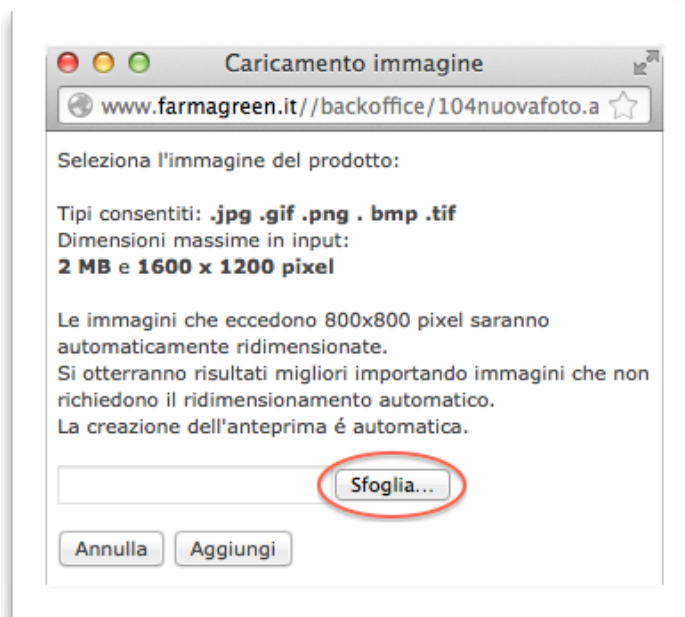 Caricamento immagine
www.farmagreen.it//backoffice/104nuovafoto.a
Seleziona l'immagine del prodotto:
Tipi consentiti: .jpg .gif .png . bmp .tif
Dimensioni massime in input:
2 MB e 1600 x 1200 pixel
Le immagini che eccedono 800x800 pixel saranno
automaticamente ridimensionate.
Si otterranno risultati migliori importando immagini che non
richiedono il ridimensionamento automatico.
La creazione dell'anteprima é automatica.
Sfoglia...
Annulla Aggiungi